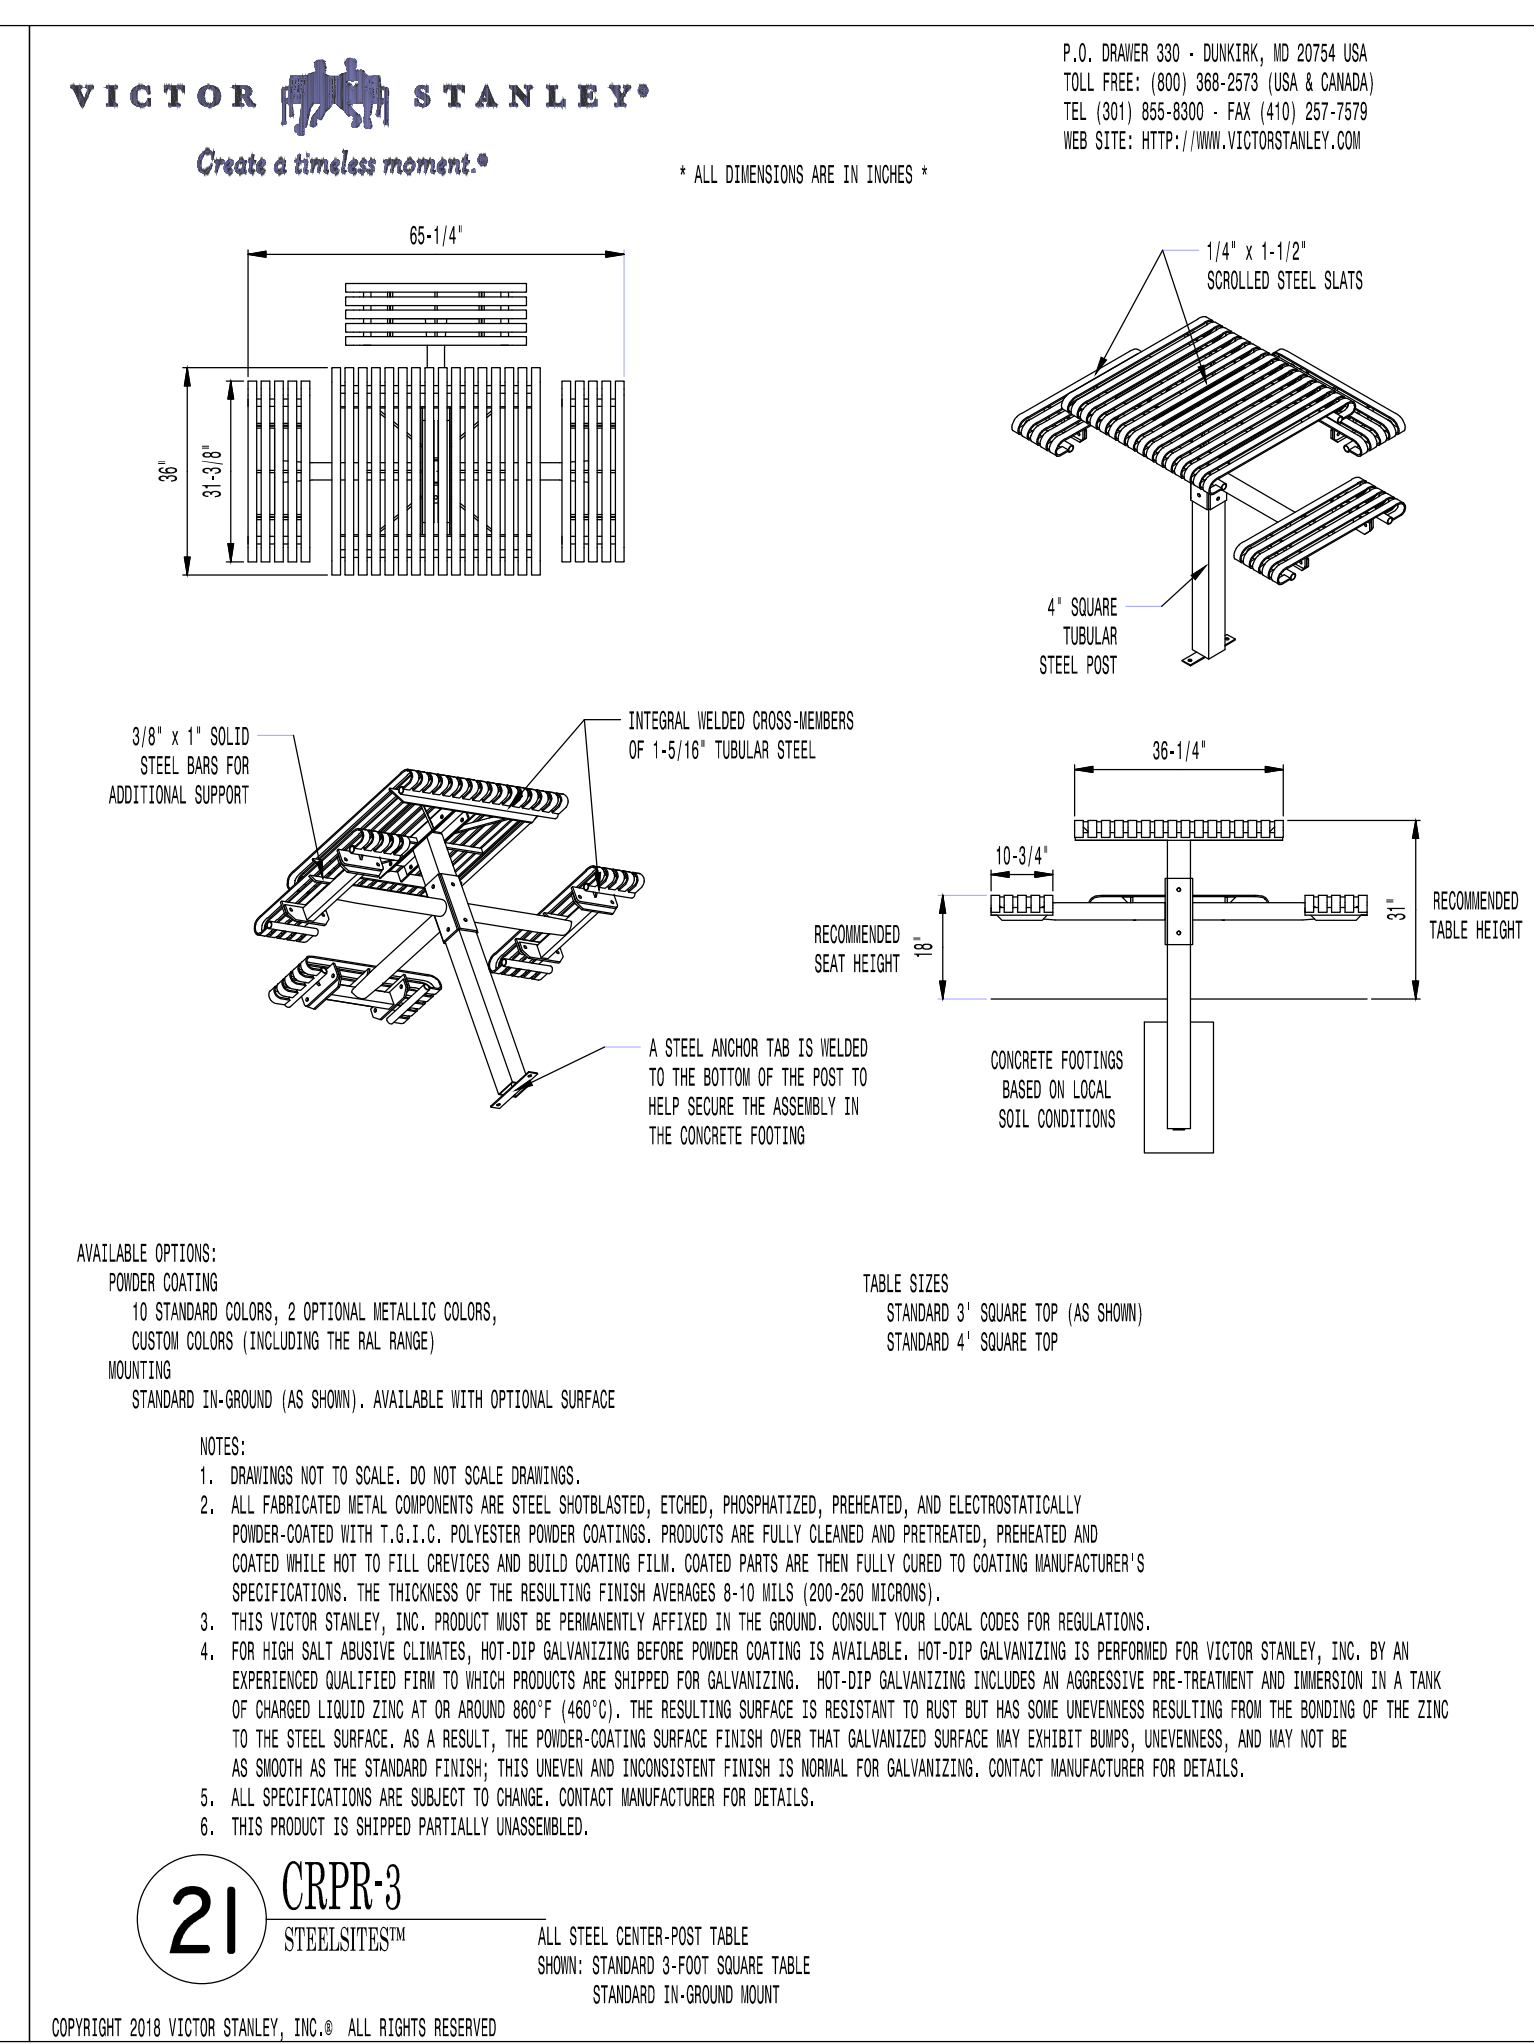 VICTOR STANLEY®
Create a timeless moment.®
P.O. DRAWER 330 - DUNKIRK, MD 20754 USA
TOLL FREE: (800) 368-2573 (USA & CANADA)
TEL (301) 855-8300 - FAX (410) 257-7579
WEB SITE: HTTP://WWW.VICTORSTANLEY.COM
* ALL DIMENSIONS ARE IN INCHES *
65-1/4"
36"
31-3/8"
1/4" x 1-1/2"
SCROLLED STEEL SLATS
4" SQUARE
TUBULAR
STEEL POST
3/8" x 1" SOLID
STEEL BARS FOR
ADDITIONAL SUPPORT
INTEGRAL WELDED CROSS-MEMBERS
OF 1-5/16" TUBULAR STEEL
A STEEL ANCHOR TAB IS WELDED
TO THE BOTTOM OF THE POST TO
HELP SECURE THE ASSEMBLY IN
THE CONCRETE FOOTING
36-1/4"
10-3/4"
RECOMMENDED
SEAT HEIGHT
18"
31"
RECOMMENDED
TABLE HEIGHT
CONCRETE FOOTINGS
BASED ON LOCAL
SOIL CONDITIONS
AVAILABLE OPTIONS:
POWDER COATING
10 STANDARD COLORS, 2 OPTIONAL METALLIC COLORS,
CUSTOM COLORS (INCLUDING THE RAL RANGE)
MOUNTING
STANDARD IN-GROUND (AS SHOWN). AVAILABLE WITH OPTIONAL SURFACE
TABLE SIZES
STANDARD 3' SQUARE TOP (AS SHOWN)
STANDARD 4' SQUARE TOP
NOTES:
1. DRAWINGS NOT TO SCALE. DO NOT SCALE DRAWINGS.
2. ALL FABRICATED METAL COMPONENTS ARE STEEL SHOTBLASTED, ETCHED, PHOSPHATIZED, PREHEATED, AND ELECTROSTATICALLY
POWDER-COATED WITH T.G.I.C. POLYESTER POWDER COATINGS. PRODUCTS ARE FULLY CLEANED AND PRETREATED, PREHEATED AND
COATED WHILE HOT TO FILL CREVICES AND BUILD COATING FILM. COATED PARTS ARE THEN FULLY CURED TO COATING MANUFACTURER'S
SPECIFICATIONS. THE THICKNESS OF THE RESULTING FINISH AVERAGES 8-10 MILS (200-250 MICRONS).
3. THIS VICTOR STANLEY, INC. PRODUCT MUST BE PERMANENTLY AFFIXED IN THE GROUND. CONSULT YOUR LOCAL CODES FOR REGULATIONS.
4. FOR HIGH SALT ABUSIVE CLIMATES, HOT-DIP GALVANIZING BEFORE POWDER COATING IS AVAILABLE. HOT-DIP GALVANIZING IS PERFORMED FOR VICTOR STANLEY, INC. BY AN
EXPERIENCED QUALIFIED FIRM TO WHICH PRODUCTS ARE SHIPPED FOR GALVANIZING. HOT-DIP GALVANIZING INCLUDES AN AGGRESSIVE PRE-TREATMENT AND IMMERSION IN A TANK
OF CHARGED LIQUID ZINC AT OR AROUND 860°F (460°C). THE RESULTING SURFACE IS RESISTANT TO RUST BUT HAS SOME UNEVENNESS RESULTING FROM THE BONDING OF THE ZINC
TO THE STEEL SURFACE. AS A RESULT, THE POWDER-COATING SURFACE FINISH OVER THAT GALVANIZED SURFACE MAY EXHIBIT BUMPS, UNEVENNESS, AND MAY NOT BE
AS SMOOTH AS THE STANDARD FINISH; THIS UNEVEN AND INCONSISTENT FINISH IS NORMAL FOR GALVANIZING. CONTACT MANUFACTURER FOR DETAILS.
5. ALL SPECIFICATIONS ARE SUBJECT TO CHANGE. CONTACT MANUFACTURER FOR DETAILS.
6. THIS PRODUCT IS SHIPPED PARTIALLY UNASSEMBLED.
21
CRPR-3
STEELSITES™
ALL STEEL CENTER-POST TABLE
SHOWN: STANDARD 3-FOOT SQUARE TABLE
STANDARD IN-GROUND MOUNT
COPYRIGHT 2018 VICTOR STANLEY, INC.® ALL RIGHTS RESERVED